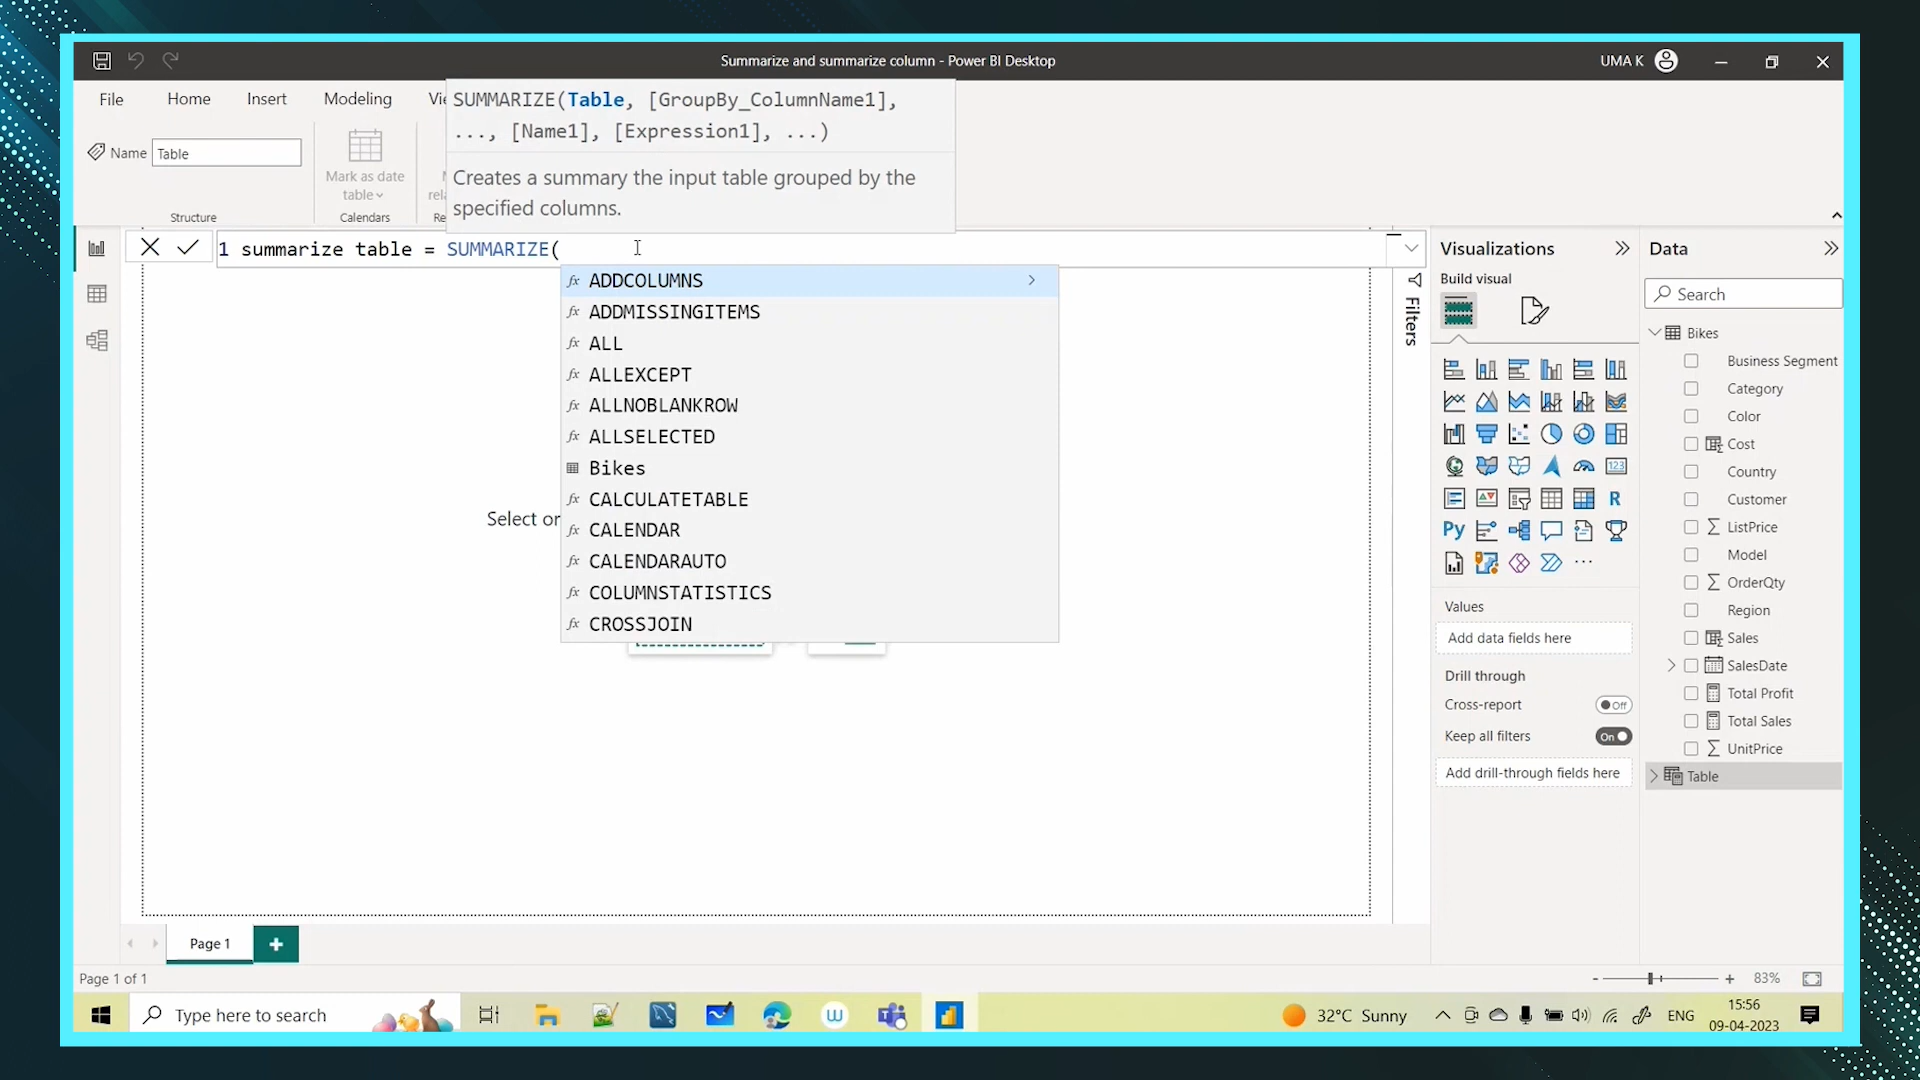 Summarize and summarize column - Power BI Desktop
UMA K
File
Home
Insert
Modeling
SUMMARIZE(Table, [GroupBy_ColumnName1],
..., [Name1], [Expression1], ...)
Creates a summary the input table grouped by the
specified columns.
Name
Table
Mark as date
table
Structure
Calendars
1 summarize table = SUMMARIZE(
ADDCOLUMNS
ADDMISSINGITEMS
ALL
ALLEXCEPT
ALLNOBLANKROW
ALLSELECTED
Bikes
CALCULATETABLE
CALENDAR
CALENDARAUTO
COLUMNSTATISTICS
CROSSJOIN
Select or
Filters
Visualizations
Build visual
123
R
Py
...
Values
Add data fields here
Drill through
Cross-report
Off
Keep all filters
On
Add drill-through fields here
Data
Search
Bikes
Business Segment
Category
Color
Cost
Country
Customer
ListPrice
Model
OrderQty
Region
Sales
SalesDate
Total Profit
Total Sales
UnitPrice
Table
Page 1
Page 1 of 1
- + 83%
Type here to search
32°C Sunny
ENG
15:56
09-04-2023